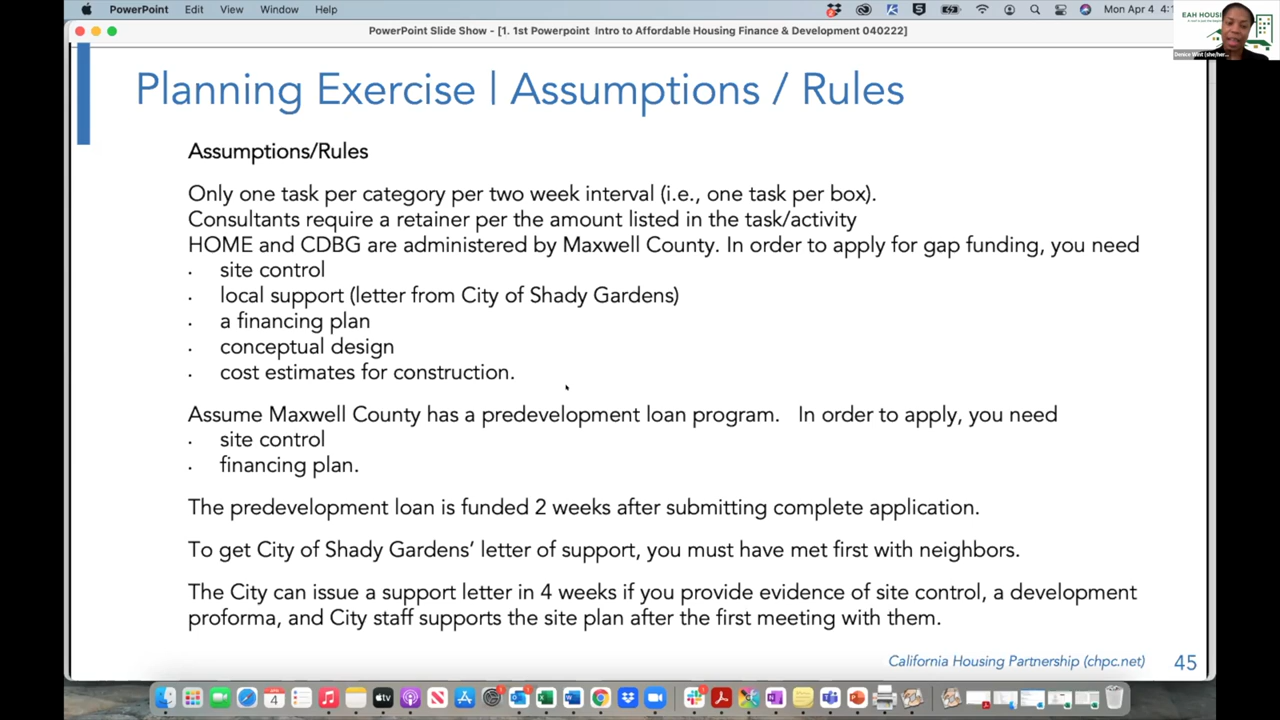 PowerPoint Edit View Window Help
Mon Apr 4 4:1
PowerPoint Slide Show - [1. 1st Powerpoint Intro to Affordable Housing Finance & Development 040222]
EAH HOUSI
Denice Wint (she/her...
Planning Exercise | Assumptions / Rules
Assumptions/Rules
Only one task per category per two week interval (i.e., one task per box).
Consultants require a retainer per the amount listed in the task/activity
HOME and CDBG are administered by Maxwell County. In order to apply for gap funding, you need
· site control
· local support (letter from City of Shady Gardens)
· a financing plan
· conceptual design
· cost estimates for construction.
Assume Maxwell County has a predevelopment loan program. In order to apply, you need
· site control
· financing plan.
The predevelopment loan is funded 2 weeks after submitting complete application.
To get City of Shady Gardens' letter of support, you must have met first with neighbors.
The City can issue a support letter in 4 weeks if you provide evidence of site control, a development
proforma, and City staff supports the site plan after the first meeting with them.
California Housing Partnership (chpc.net) 45